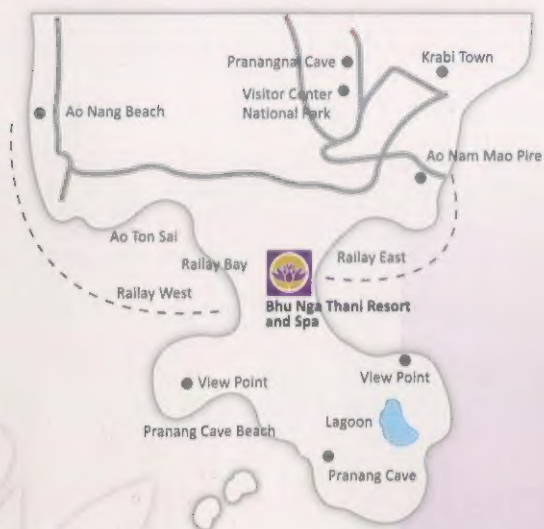 Pranangnai Cave
Krabi Town
Visitor Center
National Park
Ao Nang Beach
Ao Nam Mao Pire
Ao Ton Sai
Railay Bay
Railay East
Railay West
Bhu Nga Thani Resort
and Spa
View Point
View Point
Lagoon
Pranang Cave Beach
Pranang Cave